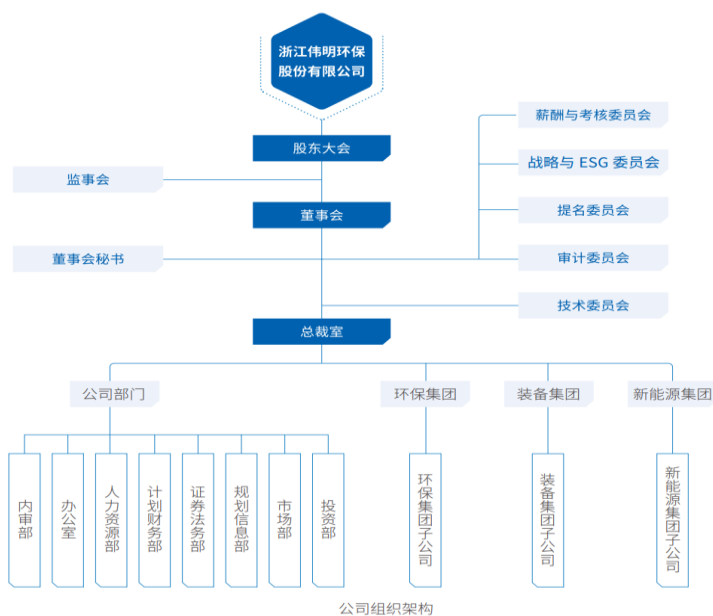 浙江伟明环保
股份有限公司
薪酬与考核委员会
股东大会
战略与 ESG 委员会
监事会
董事会
提名委员会
董事会秘书
审计委员会
技术委员会
总裁室
公司部门
环保集团
装备集团
新能源集团
内审部
办公室
人力资源部
计划财务部
证券法务部
规划信息部
市场部
投资部
环保集团子公司
装备集团子公司
新能源集团子公司
公司组织架构